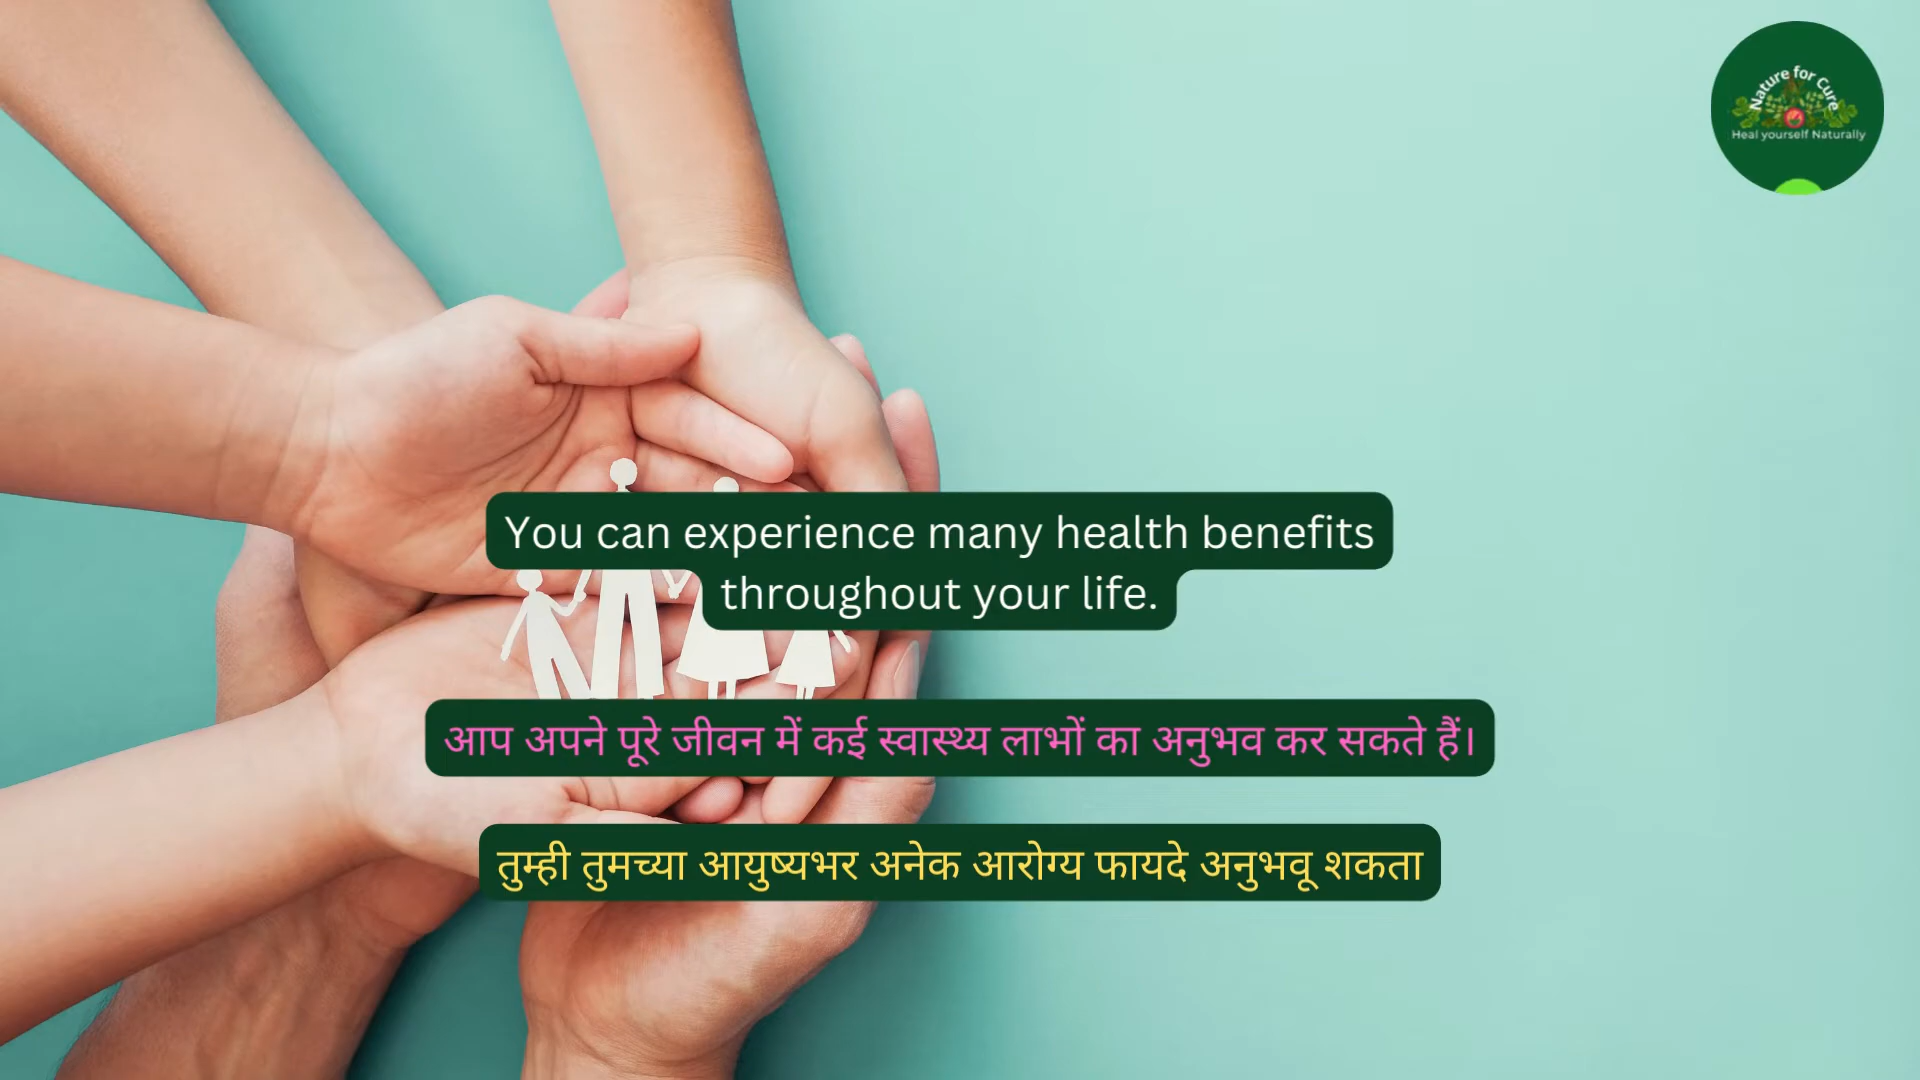 Nature for Cure
Heal yourself Naturally
You can experience many health benefits
throughout your life.
आप अपने पूरे जीवन में कई स्वास्थ्य लाभों का अनुभव कर सकते हैं।
तुम्ही तुमच्या आयुष्यभर अनेक आरोग्य फायदे अनुभवू शकता